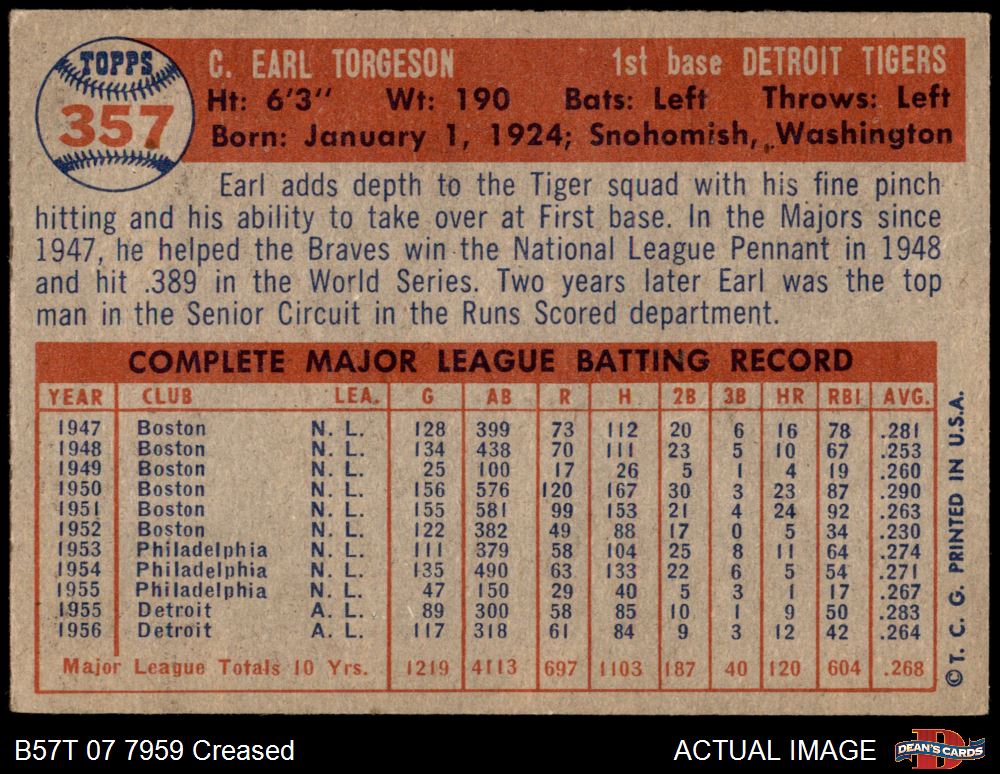 TOPPS
357
C. EARL TORGESON 1st base DETROIT TIGERS
Ht: 6'3" Wt: 190 Bats: Left Throws: Left
Born: January 1, 1924; Snohomish, Washington
Earl adds depth to the Tiger squad with his fine pinch
hitting and his ability to take over at First base. In the Majors since
1947, he helped the Braves win the National League Pennant in 1948
and hit .389 in the World Series. Two years later Earl was the top
man in the Senior Circuit in the Runs Scored department.
COMPLETE MAJOR LEAGUE BATTING RECORD
YEAR CLUB LEA. G AB R H 2B 3B HR RBI AVG.
1947 Boston N. L. 128 399 73 112 20 6 16 78 .281
1948 Boston N. L. 134 438 70 111 23 5 10 67 .253
1949 Boston N. L. 25 100 17 26 5 1 4 19 .260
1950 Boston N. L. 156 576 120 167 30 3 23 87 .290
1951 Boston N. L. 155 581 99 153 21 4 24 92 .263
1952 Boston N. L. 122 382 49 88 17 0 5 34 .230
1953 Philadelphia N. L. 111 379 58 104 25 8 11 64 .274
1954 Philadelphia N. L. 135 490 63 133 22 6 5 54 .271
1955 Philadelphia N. L. 47 150 29 40 5 3 1 17 .267
1955 Detroit A. L. 89 300 58 85 10 1 9 50 .283
1956 Detroit A. L. 117 318 61 84 9 3 12 42 .264
Major League Totals 10 Yrs. 1219 4113 697 1103 187 40 120 604 .268
©T. C. G. PRINTED IN U.S.A.
B57T 07 7959 Creased
ACTUAL IMAGE
DEAN'S CARDS